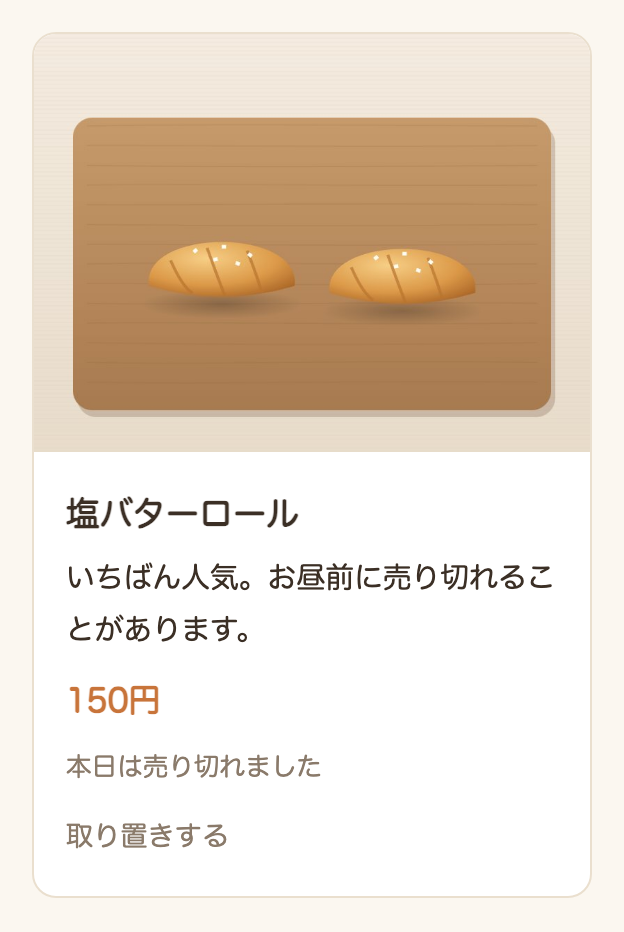 塩バターロール
いちばん人気。お昼前に売り切れるこ
とがあります。
150円
本日は売り切れました
取り置きする